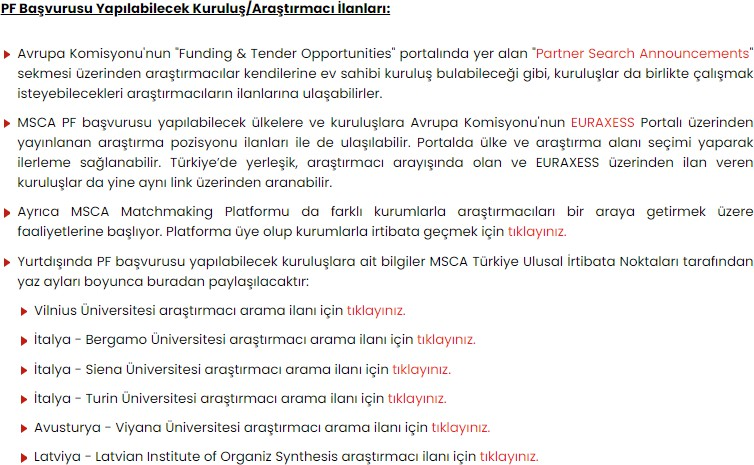 PF Başvurusu Yapılabilecek Kuruluş/Araştırmacı İlanları:
Avrupa Komisyonu'nun "Funding & Tender Opportunities" portalında yer alan "Partner Search Announcements"
sekmesi üzerinden araştırmacılar kendilerine ev sahibi kuruluş bulabileceği gibi, kuruluşlar da birlikte çalışmak
isteyebilecekleri araştırmacıların ilanlarına ulaşabilirler.
MSCA PF başvurusu yapılabilecek ülkelere ve kuruluşlara Avrupa Komisyonu'nun EURAXESS Portalı üzerinden
yayınlanan araştırma pozisyonu ilanları ile de ulaşılabilir. Portalda ülke ve araştırma alanı seçimi yaparak
ilerleme sağlanabilir. Türkiye’de yerleşik, araştırmacı arayışında olan ve EURAXESS üzerinden ilan veren
kuruluşlar da yine aynı link üzerinden aranabilir.
Ayrıca MSCA Matchmaking Platformu da farklı kurumlarla araştırmacıları bir araya getirmek üzere
faaliyetlerine başlıyor. Platforma üye olup kurumlarla irtibata geçmek için tıklayınız.
Yurtdışında PF başvurusu yapılabilecek kuruluşlara ait bilgiler MSCA Türkiye Ulusal İrtibata Noktaları tarafından
yaz ayları boyunca buradan paylaşılacaktır:
Vilnius Üniversitesi araştırmacı arama ilanı için tıklayınız.
İtalya - Bergamo Üniversitesi araştırmacı arama ilanı için tıklayınız.
İtalya - Siena Üniversitesi araştırmacı arama ilanı için tıklayınız.
İtalya - Turin Üniversitesi araştırmacı arama ilanı için tıklayınız.
Avusturya - Viyana Üniversitesi araştırmacı arama ilanı için tıklayınız.
Latviya - Latvian Institute of Organiz Synthesis araştırmacı ilanı için tıklayınız.